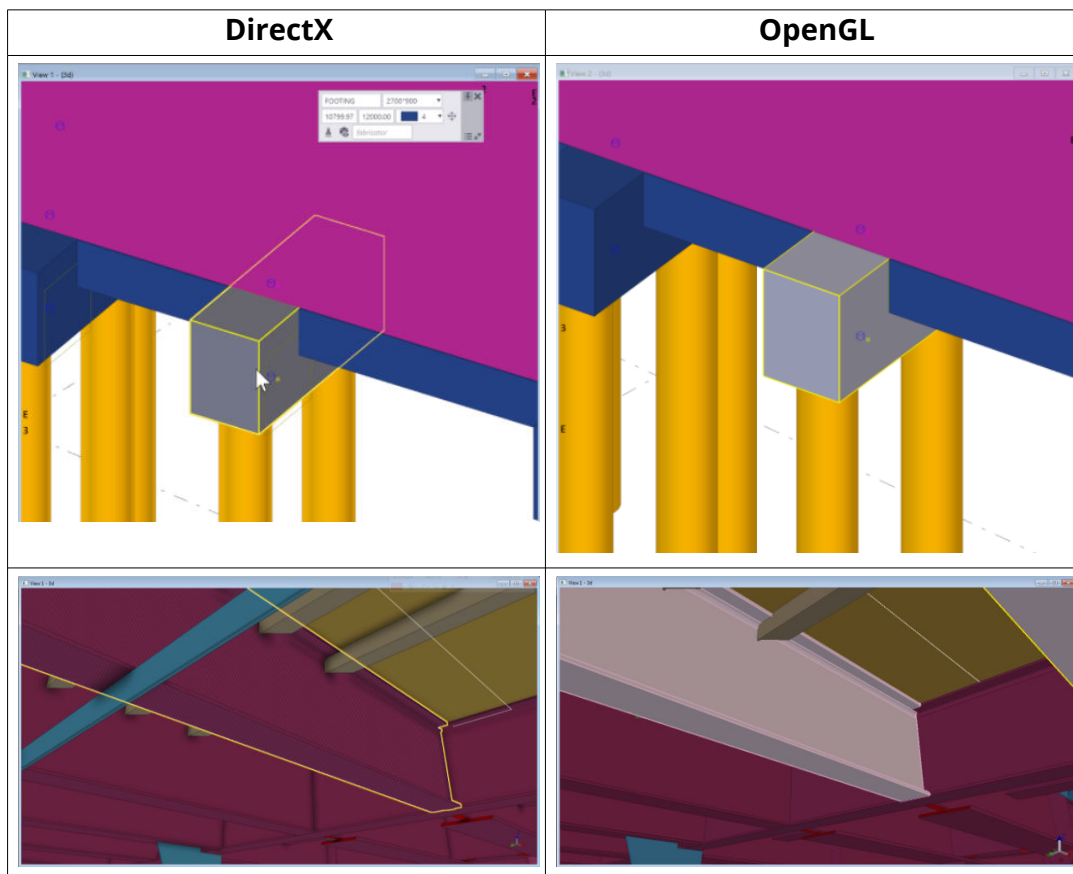 DirectX
OpenGL
View 1 - (3d)
View 2 - (3d)
FOOTING
2700*900
10799.97
12000.00
4
Fabricator
E
3
3
E
View 1 - 3d
View 1 - 3d